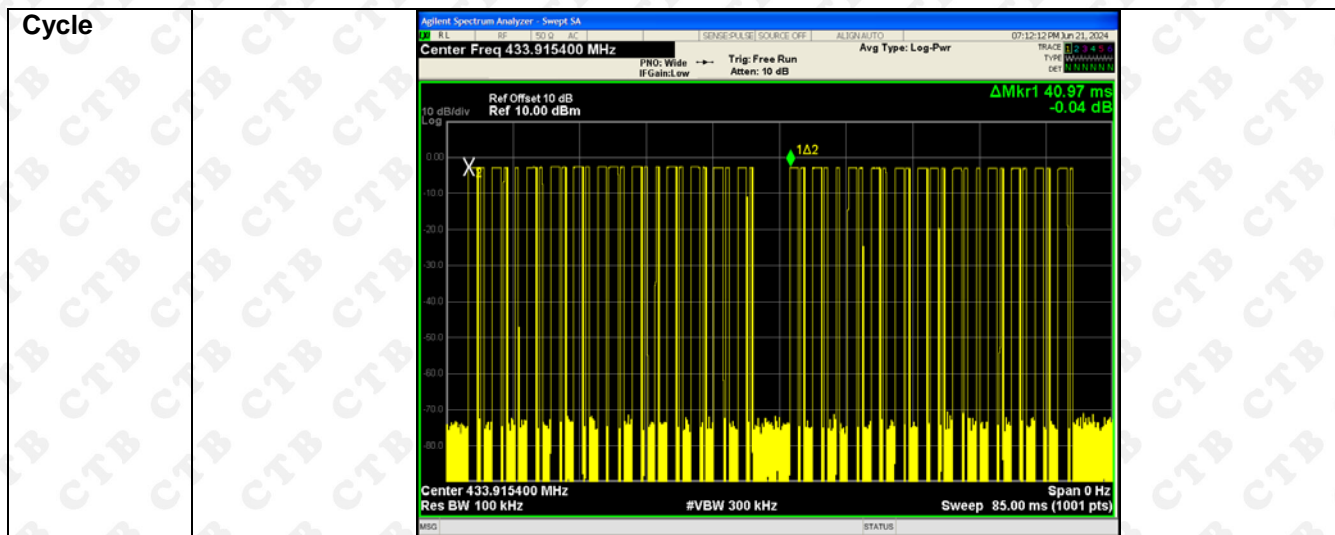 Cycle
Agilent Spectrum Analyzer - Swept SA
RL RF 50 Ω AC SENSE:PULSE SOURCE OFF ALIGN AUTO 07:12:12 PM Jun 21, 2024
Center Freq 433.915400 MHz
Avg Type: Log-Pwr
TRACE 1 2 3 4 5 6
PNO: Wide Trig: Free Run
TYPE
IFGain:Low Atten: 10 dB
DET N N N N N N
ΔMkr1 40.97 ms
-0.04 dB
Ref Offset 10 dB
10 dB/div Ref 10.00 dBm
Log
0.00
1Δ2
-10.0
-20.0
-30.0
-40.0
-50.0
-60.0
-70.0
-80.0
Center 433.915400 MHz Span 0 Hz
Res BW 100 kHz #VBW 300 kHz Sweep 85.00 ms (1001 pts)
MSG STATUS
CTB